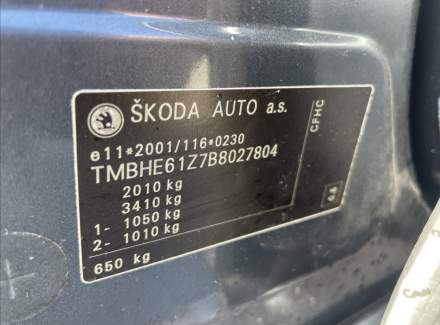 ŠKODA AUTO a.s.
CFHC
e11*2001/116*0230
TMBHE61Z7B8027804
2010 kg
3410 kg
1- 1050 kg
2- 1010 kg
650 kg